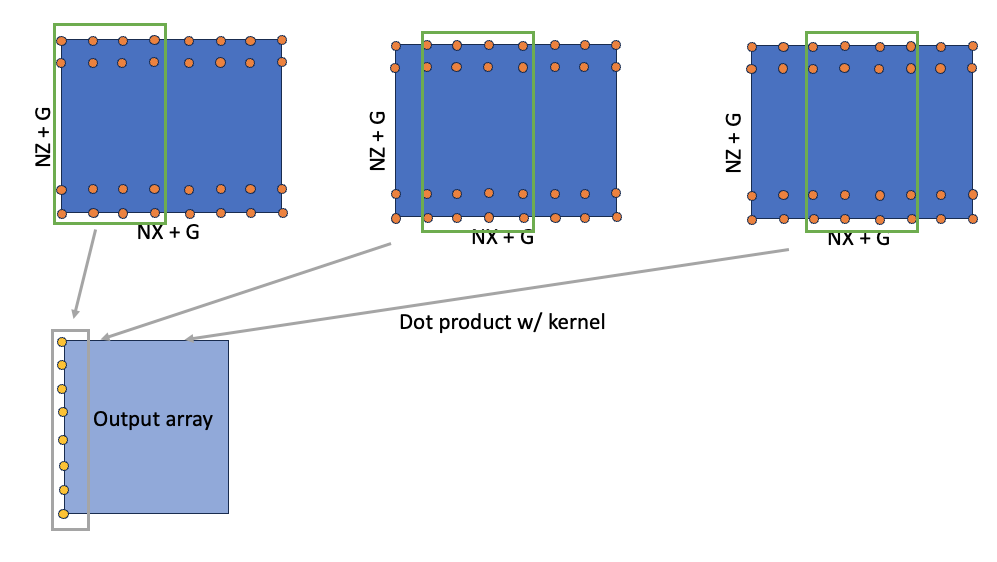 NZ + G
NX + G
NZ + G
NX + G
NZ + G
NX + G
Dot product w/ kernel
Output array